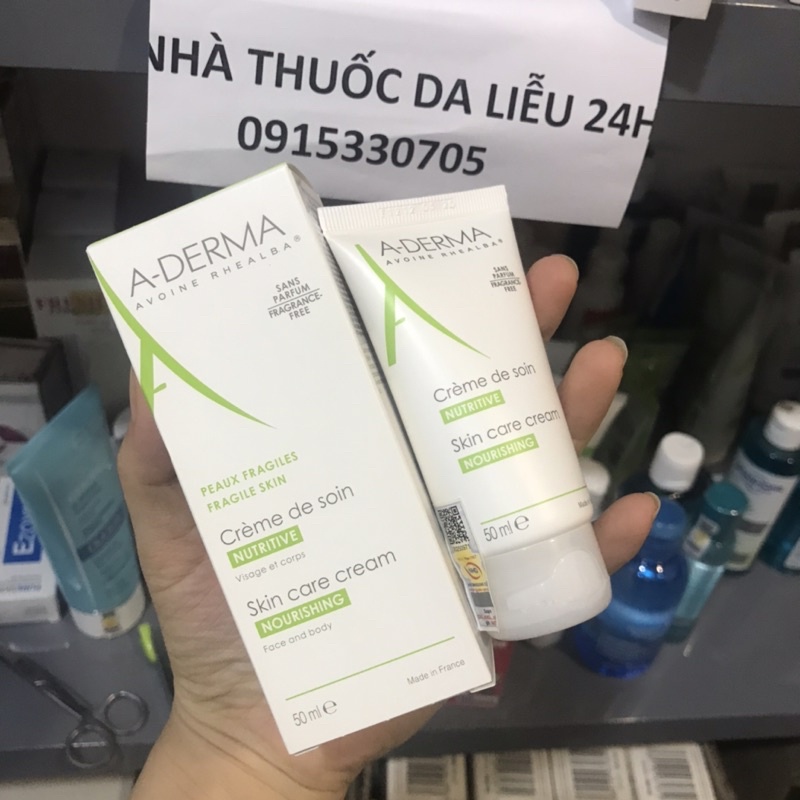 NHÀ THUỐC DA LIỄU 24H
0915330705
A-DERMA
AVOINE RHEALBA®
SANS
PARFUM
FRAGRANCE-
FREE
PEAUX FRAGILES
FRAGILE SKIN
Crème de soin
NUTRITIVE
Visage et corps
Skin care cream
NOURISHING
Face and body
Made in France
50 ml e
A-DERMA
AVOINE RHEALBA®
SANS
PARFUM
FRAGRANCE
FREE
Crème de soin
NUTRITIVE
Skin care cream
NOURISHING
50 ml e